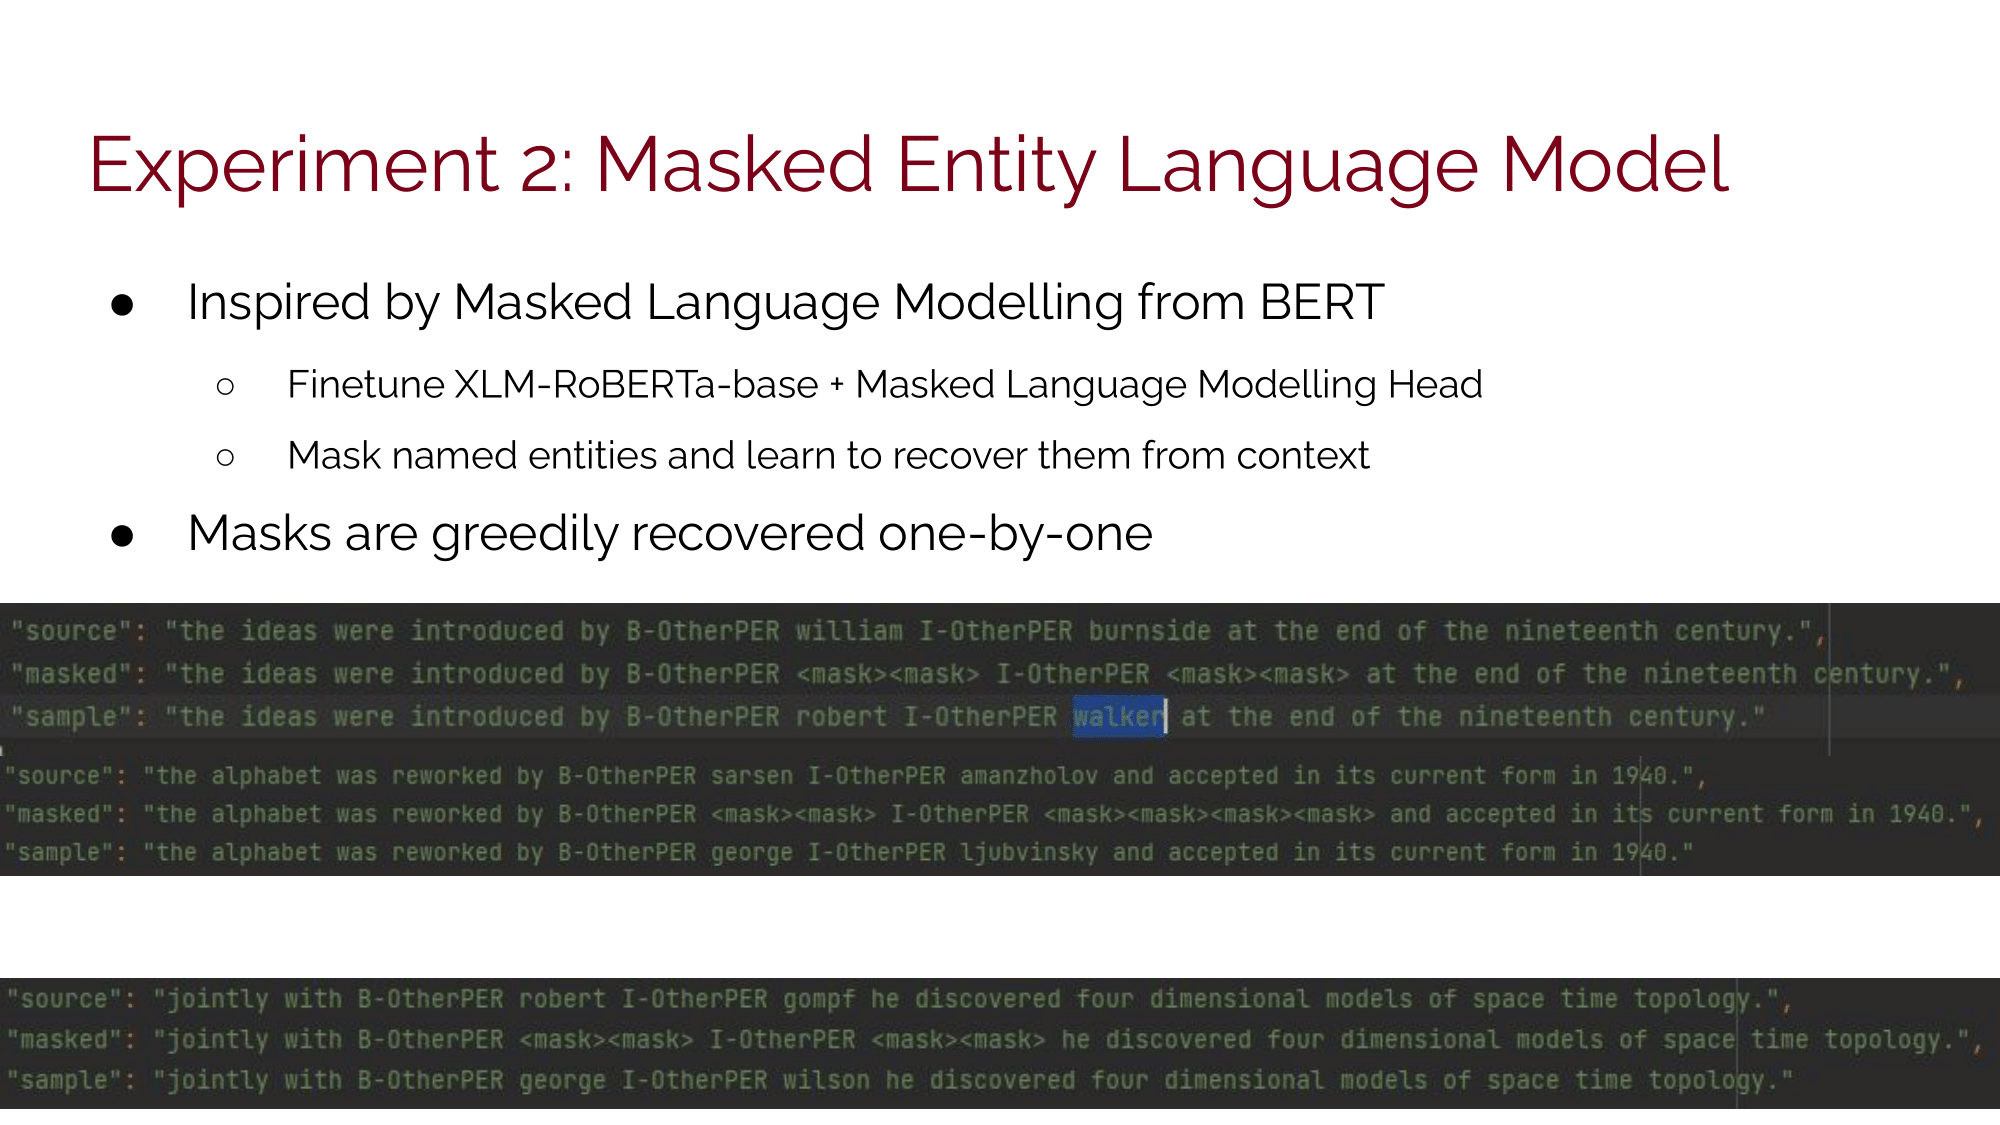 Experiment 2: Masked Entity Language Model
● Inspired by Masked Language Modelling from BERT
○ Finetune XLM-RoBERTa-base + Masked Language Modelling Head
○ Mask named entities and learn to recover them from context
● Masks are greedily recovered one-by-one
"source": "the ideas were introduced by B-OtherPER william I-OtherPER burnside at the end of the nineteenth century.",
"masked": "the ideas were introduced by B-OtherPER <mask><mask> I-OtherPER <mask><mask> at the end of the nineteenth century.",
"sample": "the ideas were introduced by B-OtherPER robert I-OtherPER walker at the end of the nineteenth century."
"source": "the alphabet was reworked by B-OtherPER sarsen I-OtherPER amanzholov and accepted in its current form in 1940.",
"masked": "the alphabet was reworked by B-OtherPER <mask><mask> I-OtherPER <mask><mask><mask><mask> and accepted in its current form in 1940.",
"sample": "the alphabet was reworked by B-OtherPER george I-OtherPER ljubvinsky and accepted in its current form in 1940."
"source": "jointly with B-OtherPER robert I-OtherPER gompf he discovered four dimensional models of space time topology.",
"masked": "jointly with B-OtherPER <mask><mask> I-OtherPER <mask><mask> he discovered four dimensional models of space time topology.",
"sample": "jointly with B-OtherPER george I-OtherPER wilson he discovered four dimensional models of space time topology."